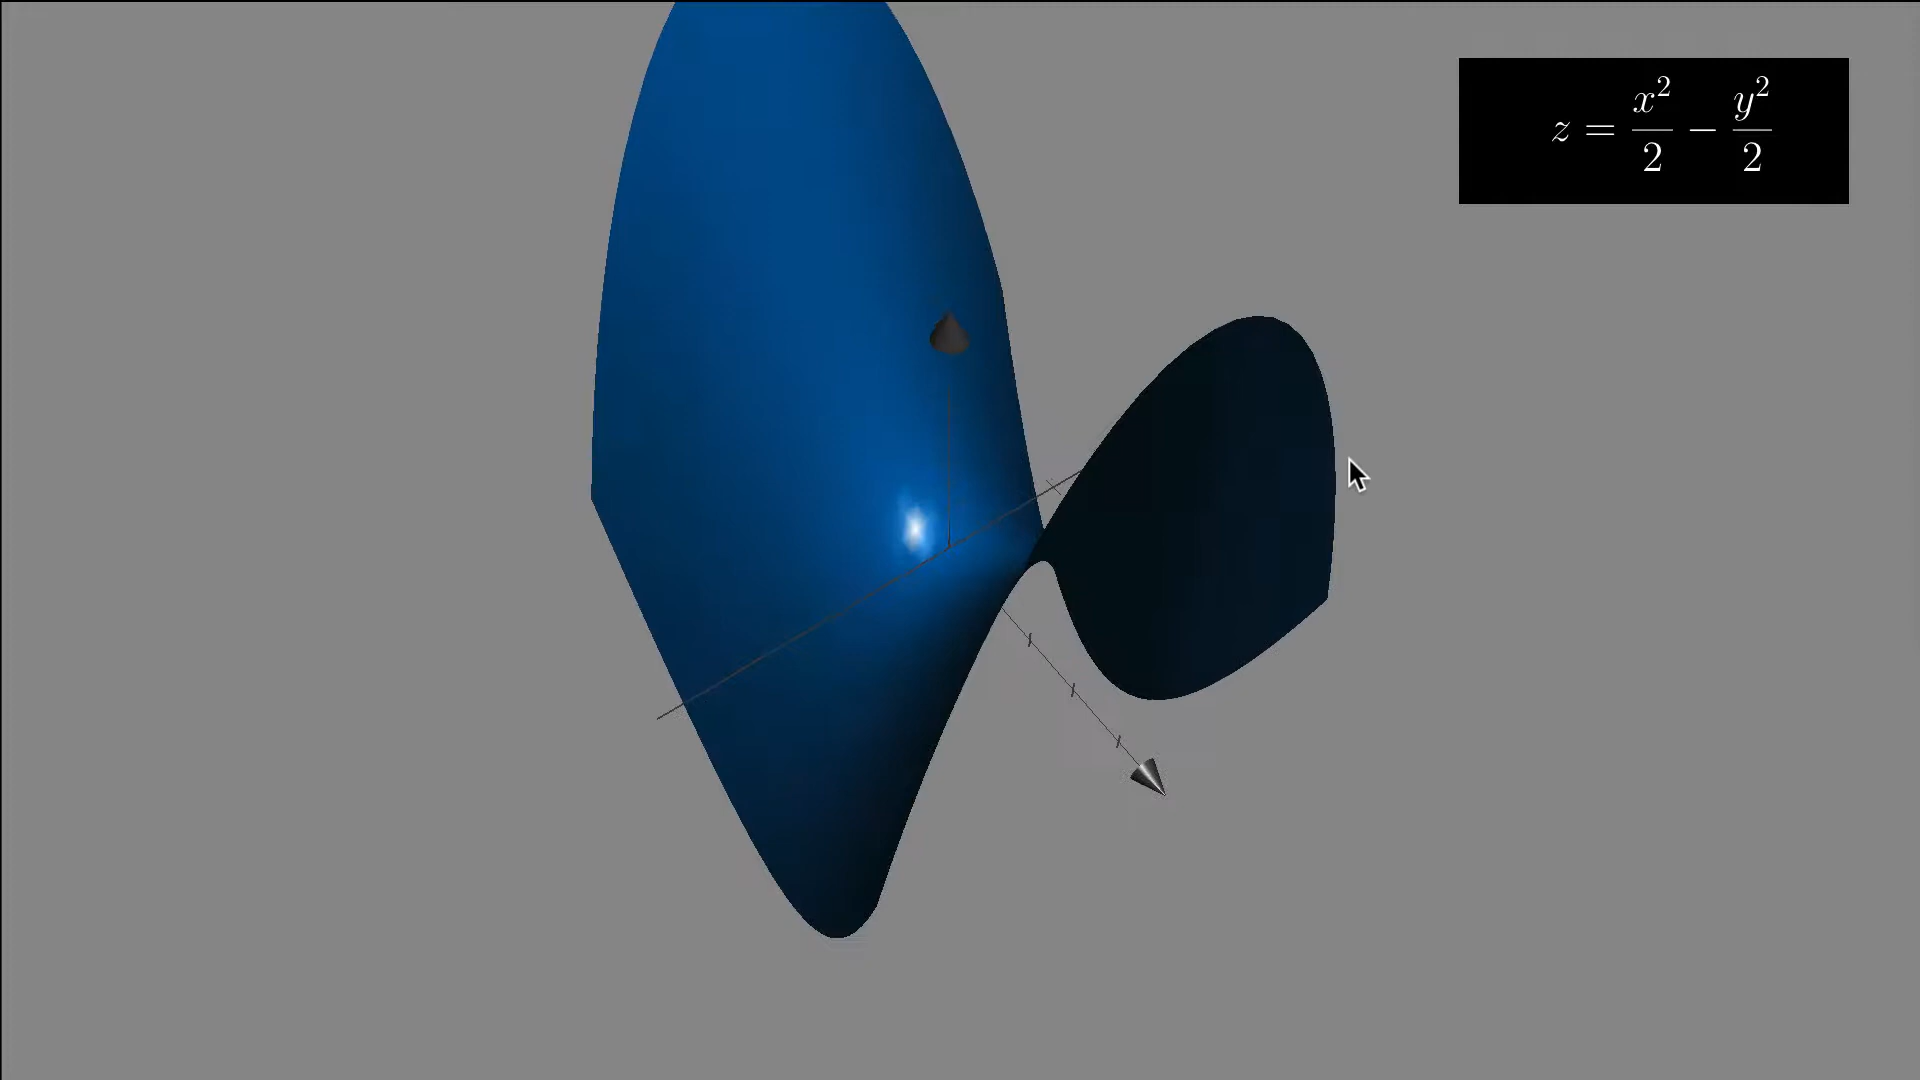 z = x²/2 − y²/2